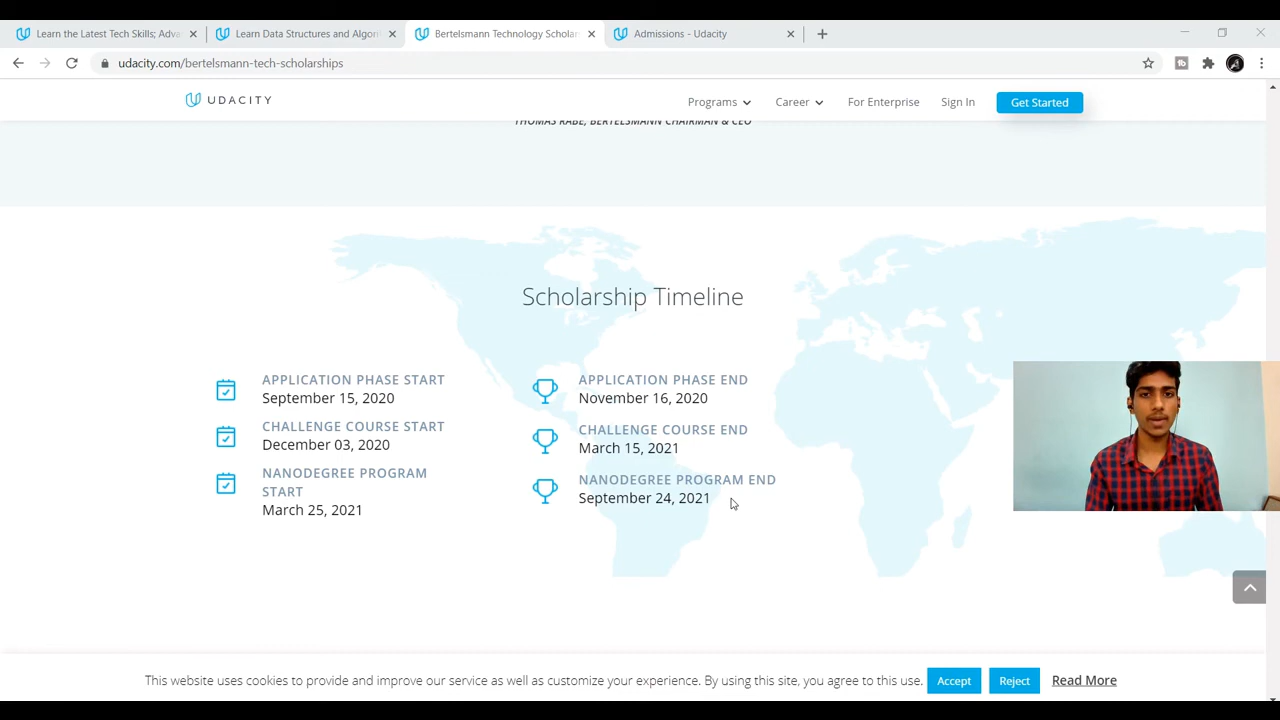 Learn the Latest Tech Skills; Adva
Learn Data Structures and Algor
Bertelsmann Technology Scholar
Admissions - Udacity
udacity.com/bertelsmann-tech-scholarships
UDACITY
Programs
Career
For Enterprise
Sign In
Get Started
THOMAS RABE, BERTELSMANN CHAIRMAN & CEO
Scholarship Timeline
APPLICATION PHASE START
September 15, 2020
APPLICATION PHASE END
November 16, 2020
CHALLENGE COURSE START
December 03, 2020
CHALLENGE COURSE END
March 15, 2021
NANODEGREE PROGRAM
START
March 25, 2021
NANODEGREE PROGRAM END
September 24, 2021
This website uses cookies to provide and improve our service as well as customize your experience. By using this site, you agree to this use.
Accept
Reject
Read More